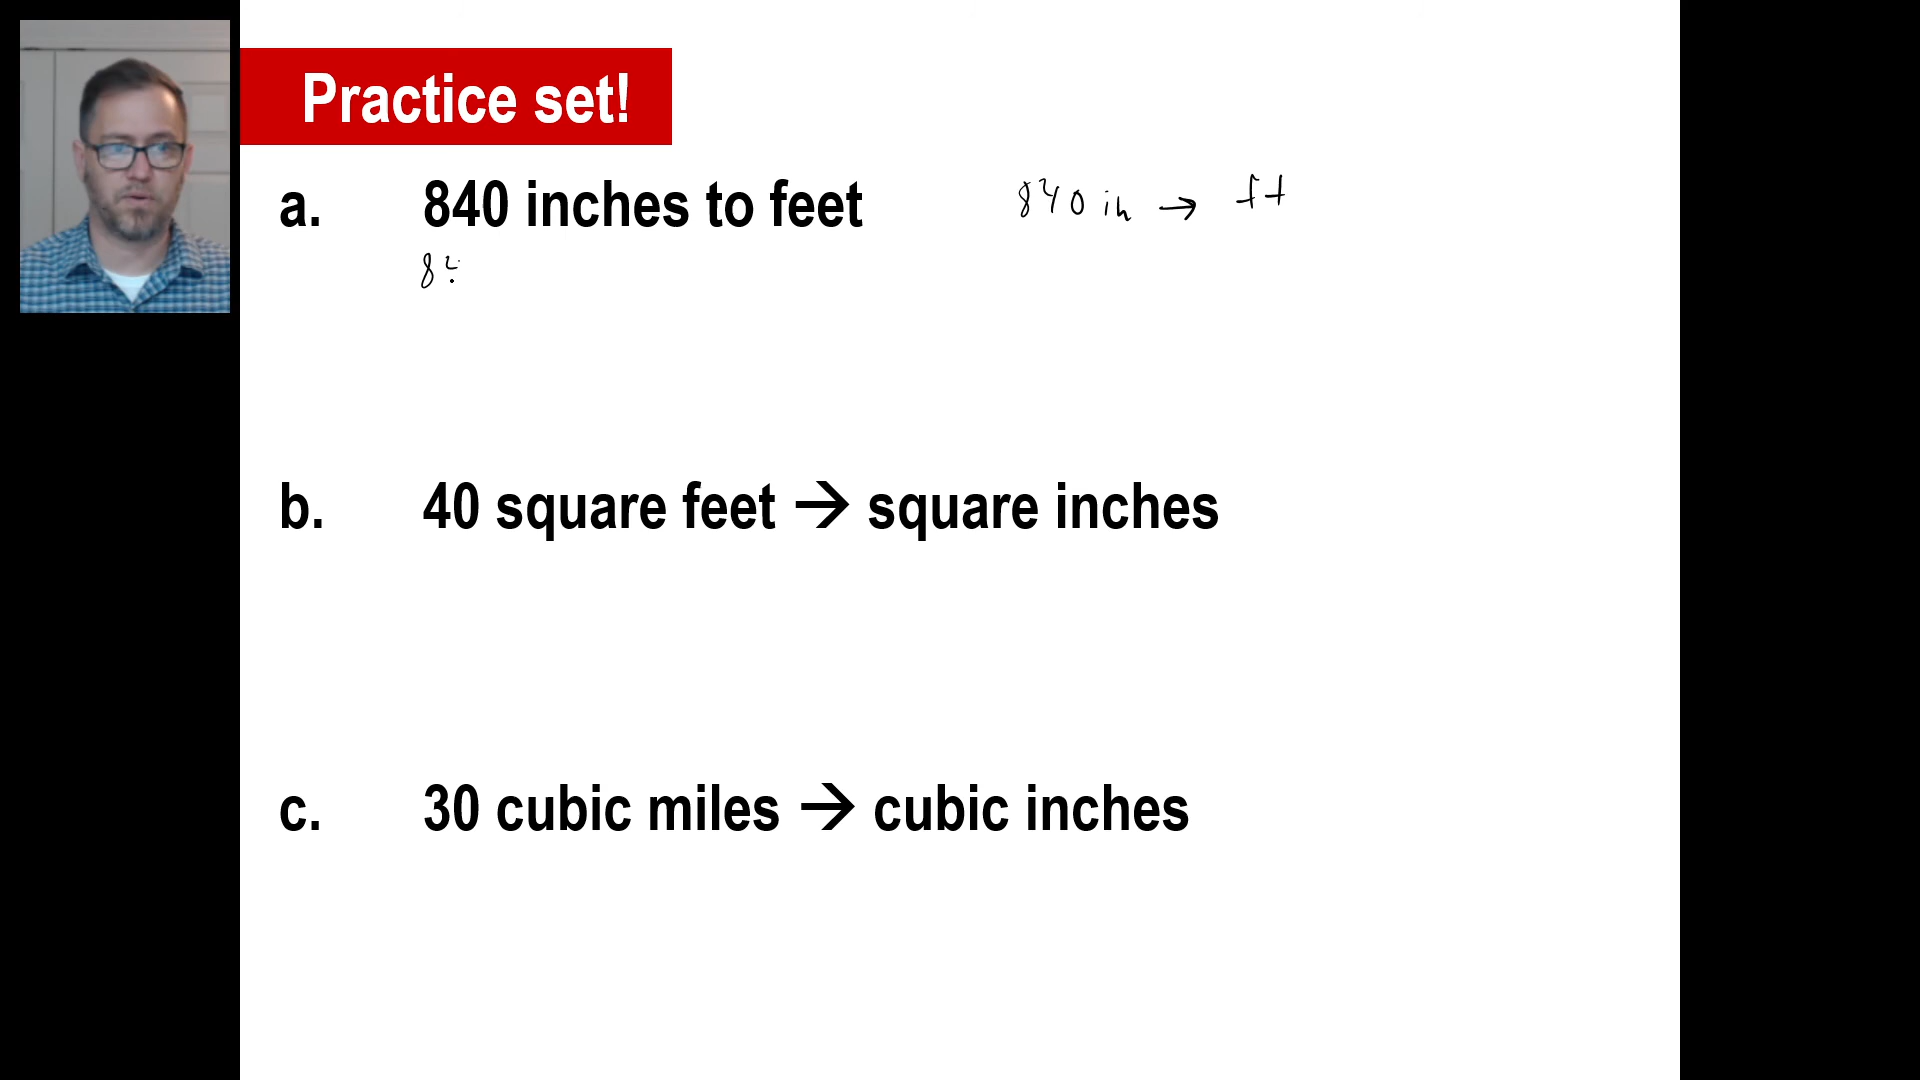 Practice set!
a. 840 inches to feet 840 in → ft
84
b. 40 square feet → square inches
c. 30 cubic miles → cubic inches